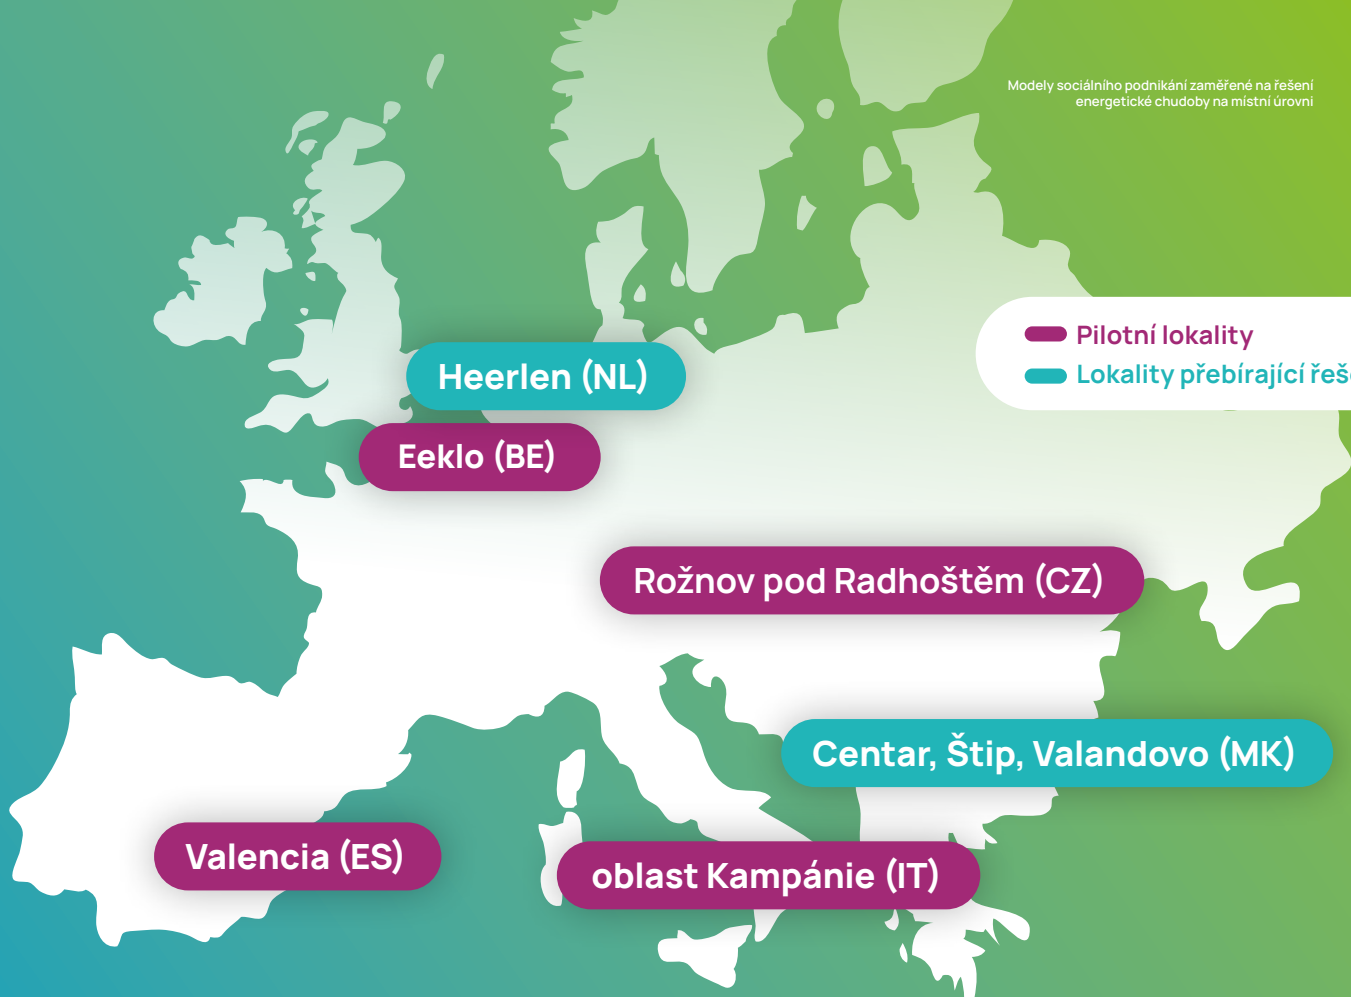 Modely sociálního podnikání zaměřené na řešení
energetické chudoby na místní úrovni
Pilotní lokality
Lokality přebírající
Heerlen (NL)
Eeklo (BE)
Rožnov pod Radhoštěm (CZ)
Centar, Štip, Valandovo (MK)
Valencia (ES)
oblast Kampánie (IT)